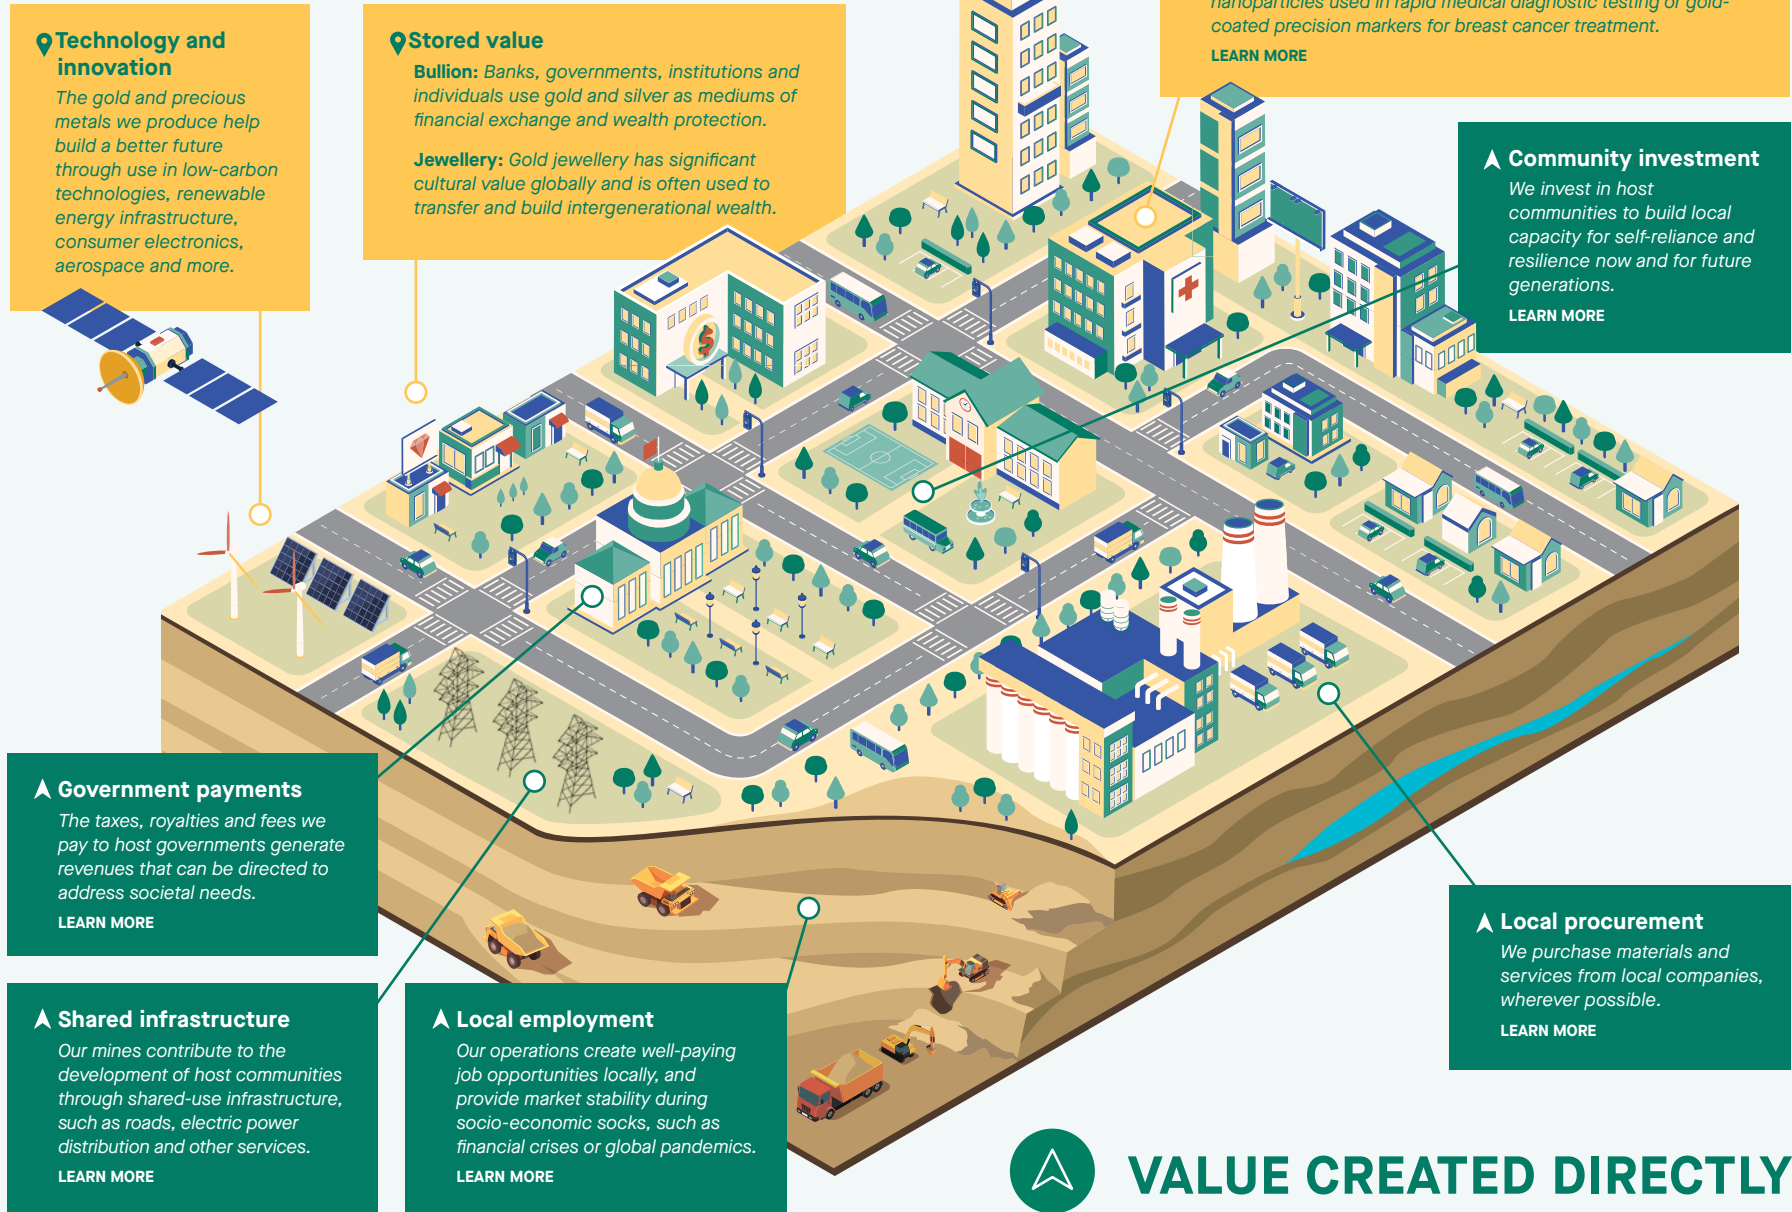 Technology and
innovation
The gold and precious
metals we produce help
build a better future
through use in low-carbon
technologies, renewable
energy infrastructure,
consumer electronics,
aerospace and more.
Stored value
Bullion: Banks, governments, institutions and
individuals use gold and silver as mediums of
financial exchange and wealth protection.
Jewellery: Gold jewellery has significant
cultural value globally and is often used to
transfer and build intergenerational wealth.
nanoparticles used in rapid medical diagnostic testing or gold-
coated precision markers for breast cancer treatment.
LEARN MORE
Community investment
We invest in host
communities to build local
capacity for self-reliance and
resilience now and for future
generations.
LEARN MORE
$
Government payments
The taxes, royalties and fees we
pay to host governments generate
revenues that can be directed to
address societal needs.
LEARN MORE
Shared infrastructure
Our mines contribute to the
development of host communities
through shared-use infrastructure,
such as roads, electric power
distribution and other services.
LEARN MORE
Local employment
Our operations create well-paying
job opportunities locally, and
provide market stability during
socio-economic socks, such as
financial crises or global pandemics.
LEARN MORE
Local procurement
We purchase materials and
services from local companies,
wherever possible.
LEARN MORE
VALUE CREATED DIRECTLY